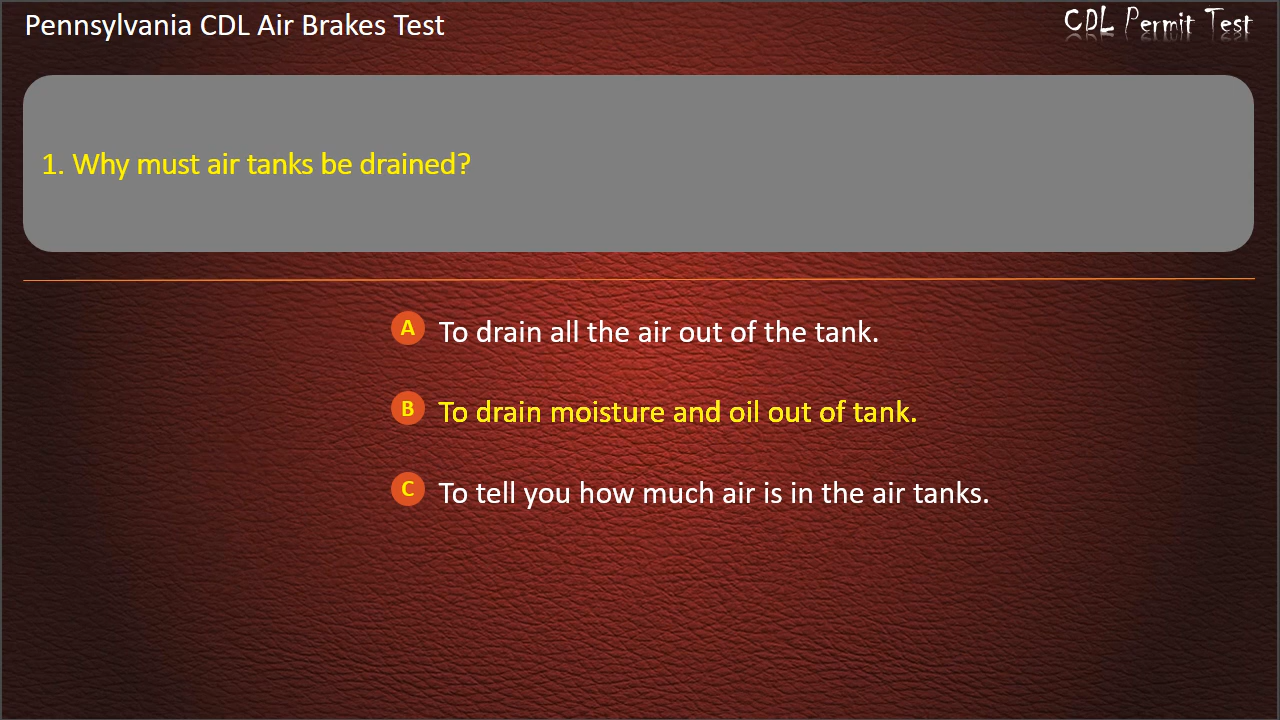 Pennsylvania CDL Air Brakes Test
CDL Permit Test
1. Why must air tanks be drained?
A To drain all the air out of the tank.
B To drain moisture and oil out of tank.
C To tell you how much air is in the air tanks.